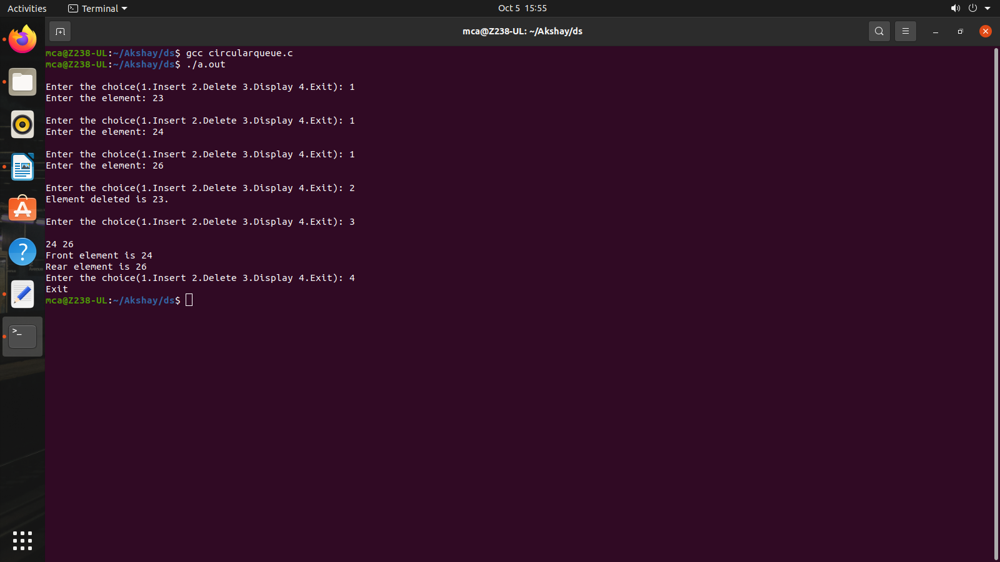 Activities
Terminal
Oct 5 15:55
mca@Z238-UL: ~/Akshay/ds
mca@Z238-UL:~/Akshay/ds$ gcc circularqueue.c
mca@Z238-UL:~/Akshay/ds$ ./a.out
Enter the choice(1.Insert 2.Delete 3.Display 4.Exit): 1
Enter the element: 23
Enter the choice(1.Insert 2.Delete 3.Display 4.Exit): 1
Enter the element: 24
Enter the choice(1.Insert 2.Delete 3.Display 4.Exit): 1
Enter the element: 26
Enter the choice(1.Insert 2.Delete 3.Display 4.Exit): 2
Element deleted is 23.
Enter the choice(1.Insert 2.Delete 3.Display 4.Exit): 3
24 26
Front element is 24
Rear element is 26
Enter the choice(1.Insert 2.Delete 3.Display 4.Exit): 4
Exit
mca@Z238-UL:~/Akshay/ds$